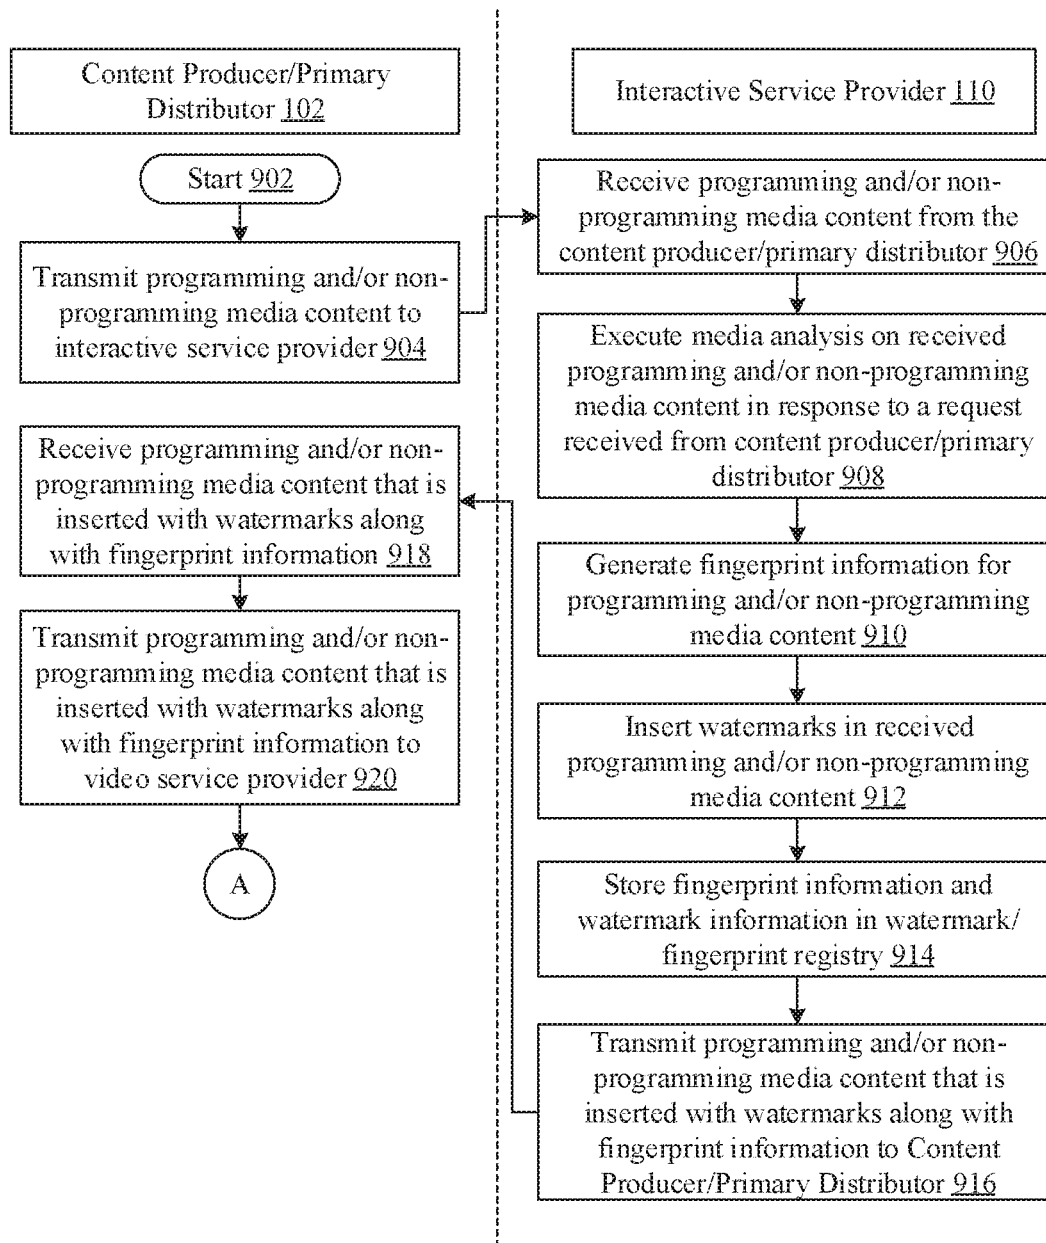 Content Producer/Primary
Distributor 102
Start 902
Transmit programming and/or non-
programming media content to
interactive service provider 904
Receive programming and/or non-
programming media content that is
inserted with watermarks along
with fingerprint information 918
Transmit programming and/or non-
programming media content that is
inserted with watermarks along
with fingerprint information to
video service provider 920
A
Interactive Service Provider 110
Receive programming and/or non-
programming media content from the
content producer/primary distributor 906
Execute media analysis on received
programming and/or non-programming
media content in response to a request
received from content producer/primary
distributor 908
Generate fingerprint information for
programming and/or non-programming
media content 910
Insert watermarks in received
programming and/or non-programming
media content 912
Store fingerprint information and
watermark information in watermark/
fingerprint registry 914
Transmit programming and/or non-
programming media content that is
inserted with watermarks along with
fingerprint information to Content
Producer/Primary Distributor 916